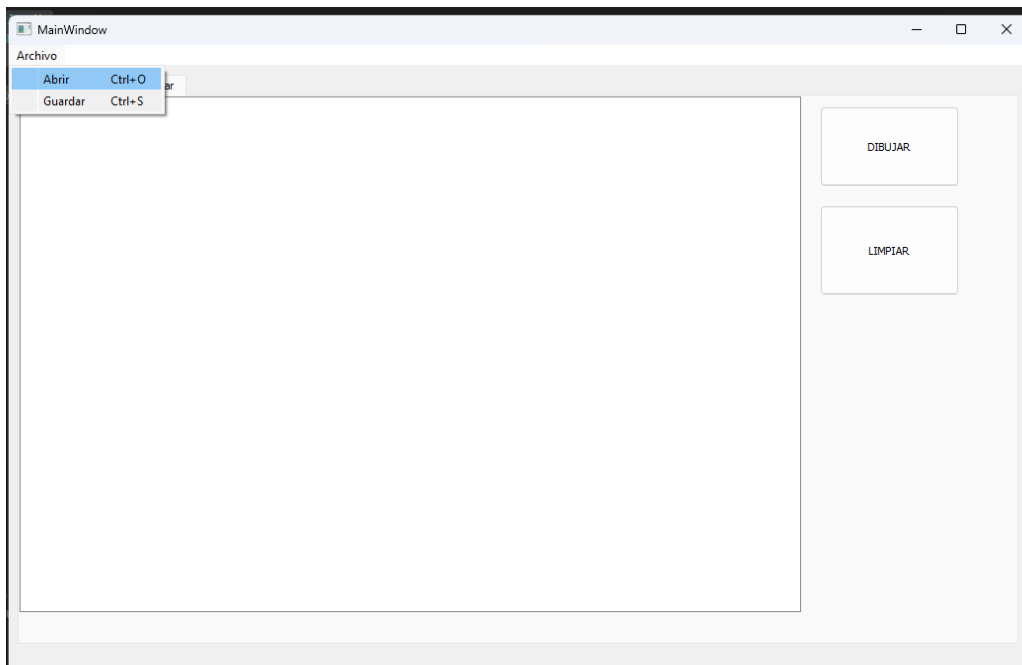 MainWindow
Archivo
Abrir Ctrl+O
Guardar Ctrl+S
DIBUJAR
LIMPIAR